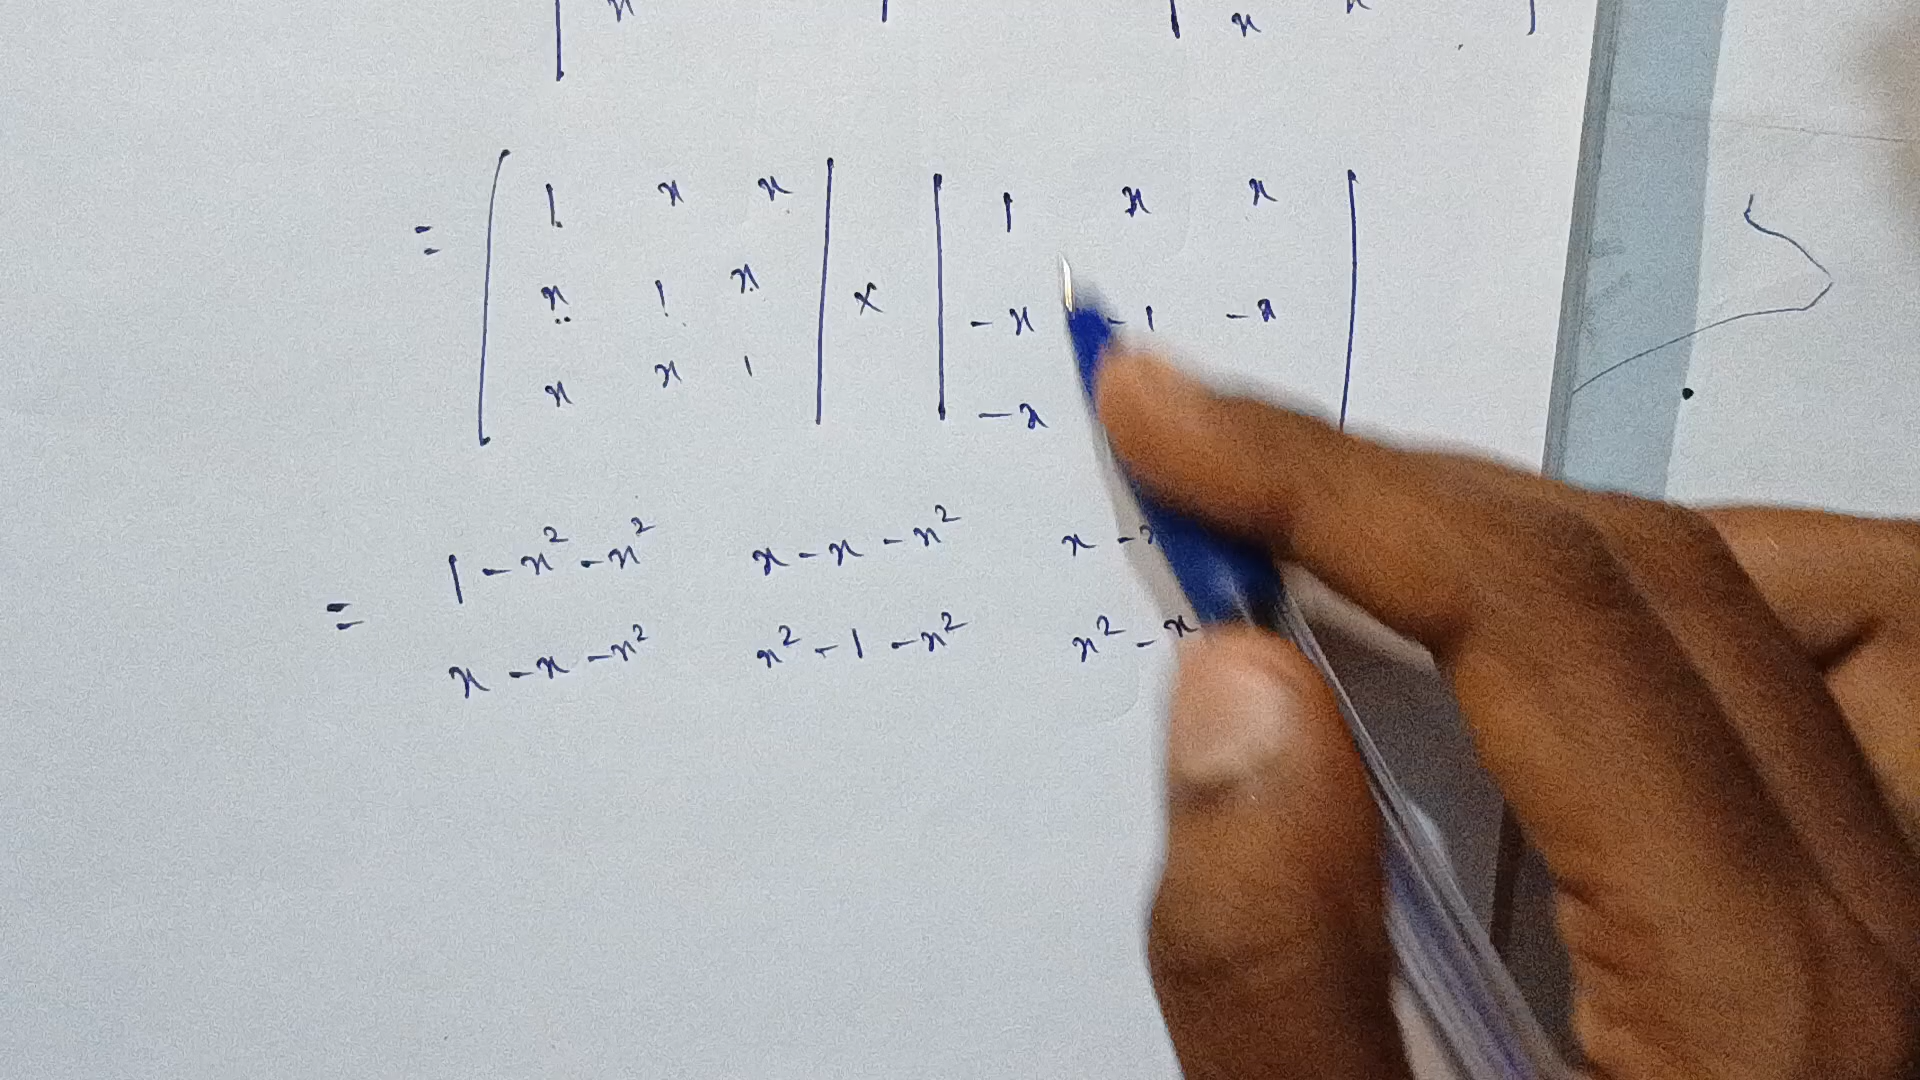 x x x
= | 1 x x | × | 1 x x |
| x 1 x | | -x -1 -x |
| x x 1 | | -x
= 1 - x² - x² x - x - x² x -
x - x - x² x² - 1 - x² x² - x